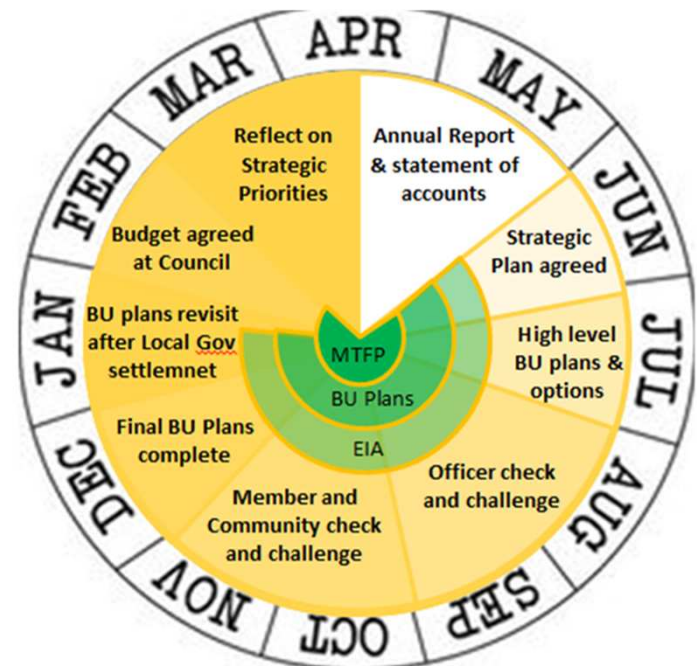 APR
MAY
JUN
JUL
AUG
SEP
OCT
NOV
DEC
JAN
FEB
MAR
Annual Report
& statement of
accounts
Strategic
Plan agreed
High level
BU plans &
options
Officer check
and challenge
Member and
Community check
and challenge
Final BU Plans
complete
BU plans revisit
after Local Gov
settlemnet
Budget agreed
at Council
Reflect on
Strategic
Priorities
MTFP
BU Plans
EIA